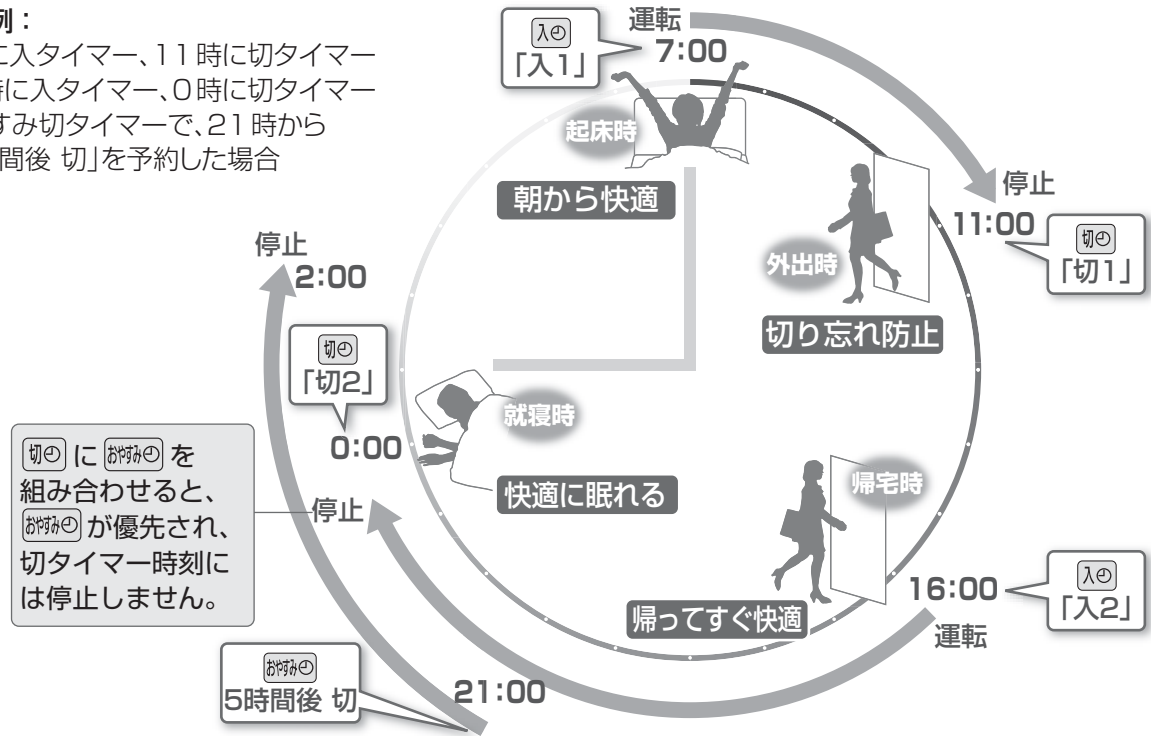 例：
に入タイマー、11時に切タイマー
時に入タイマー、0時に切タイマー
すみ切タイマーで、21時から
間後 切」を予約した場合
入
「入1」
運転
7:00
起床時
朝から快適
停止
11:00
切
「切1」
外出時
切り忘れ防止
停止
2:00
切
「切2」
0:00
就寝時
快適に眠れる
切 に おやすみ を
組み合わせると、
おやすみ が優先され、
切タイマー時刻に
は停止しません。
停止
帰宅時
帰ってすぐ快適
16:00
運転
入
「入2」
21:00
おやすみ
5時間後 切